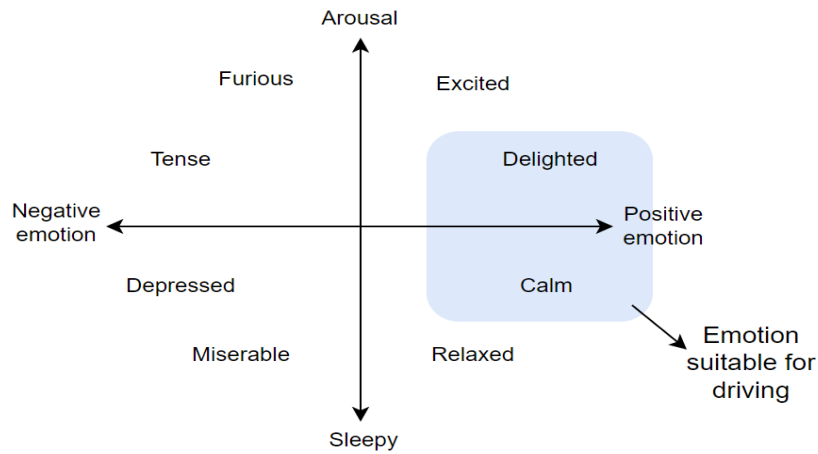 Arousal
Furious
Excited
Tense
Delighted
Negative
emotion
Positive
emotion
Depressed
Calm
Miserable
Relaxed
Emotion
suitable for
driving
Sleepy